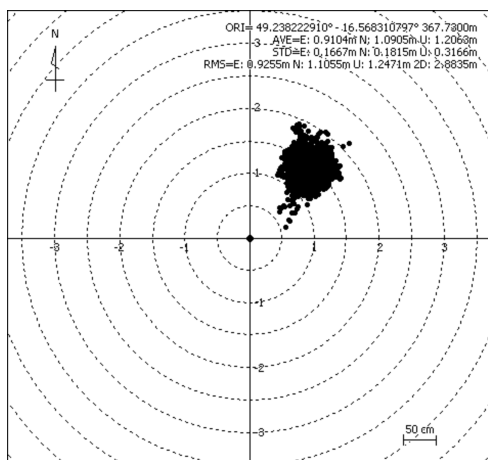 ORI= 49.238222910° - 16.568310797° 367.7300m
AVE=E: 0.9104m N: 1.0905m U: 1.2063m
STD=E: 0.1667m N: 0.1815m U: 0.3166m
RMS=E: 0.9255m N: 1.1055m U: 1.2471m 2D: 2.8835m
N
3
2
1
-3 -2 -1 1 2 3
-1
-2
-3
50 cm